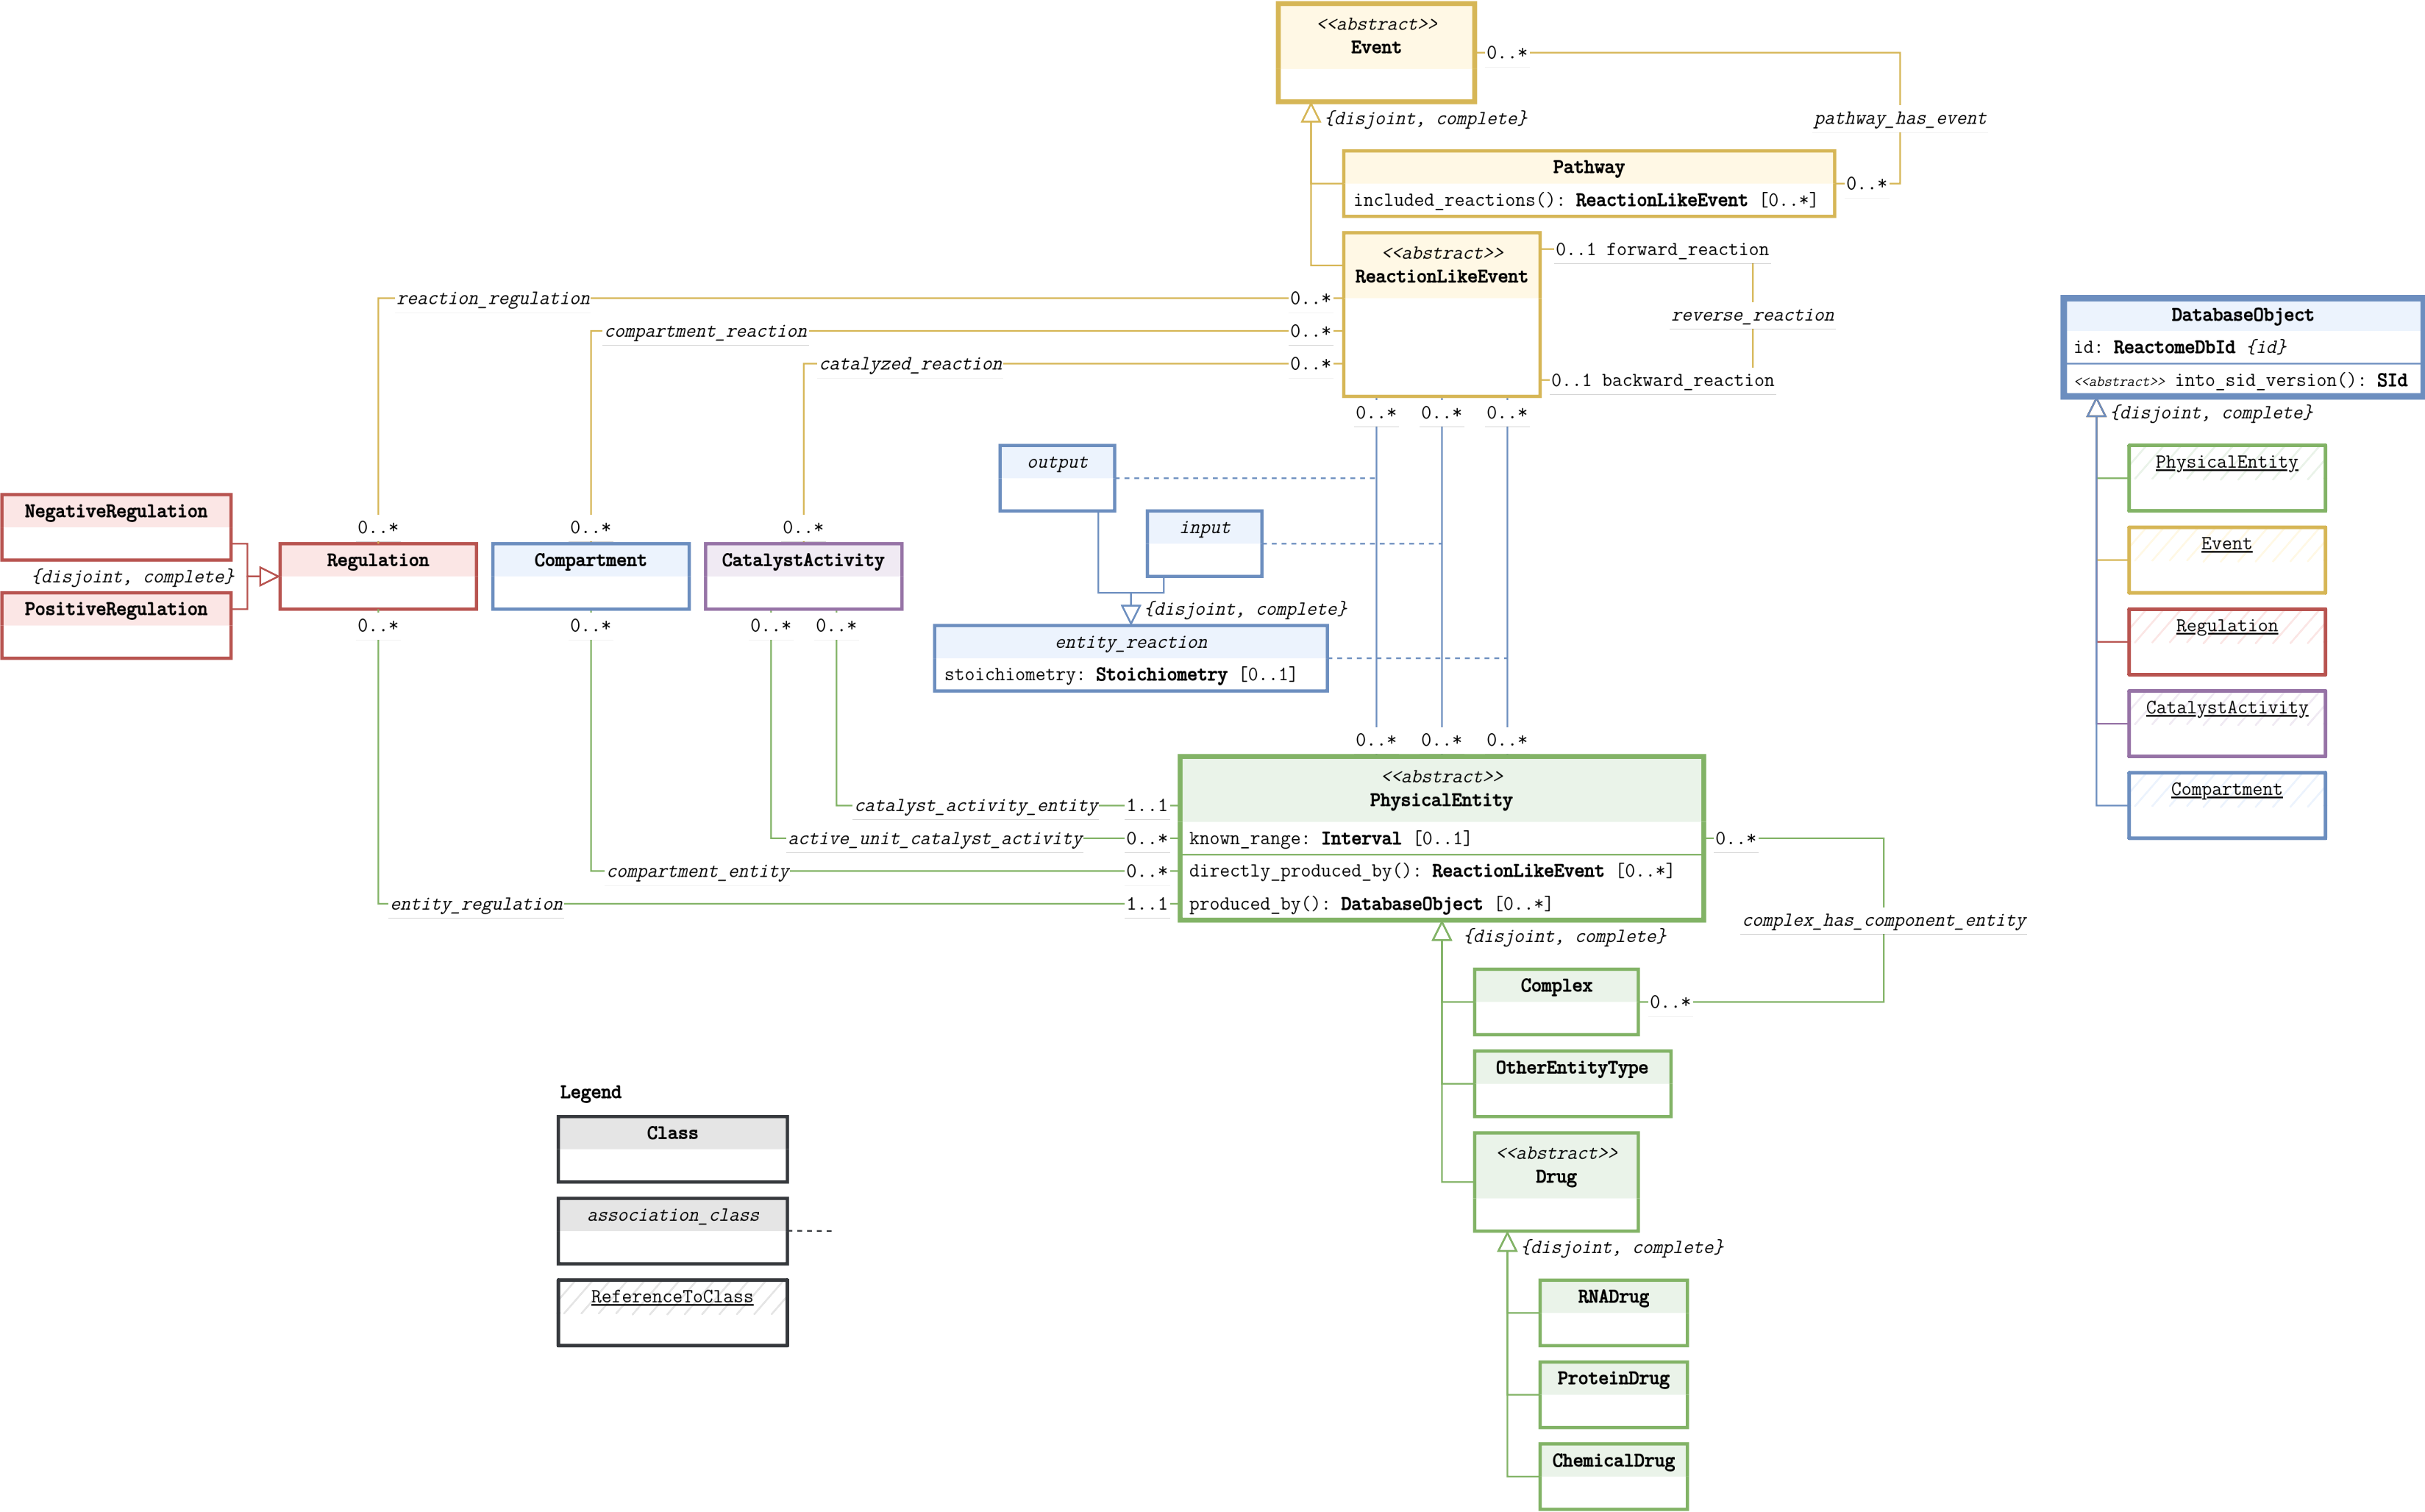 <<abstract>>
Event
0..*
{disjoint, complete}
pathway_has_event
Pathway
included_reactions(): ReactionLikeEvent [0..*]
0..*
<<abstract>>
ReactionLikeEvent
0..1 forward_reaction
reverse_reaction
0..1 backward_reaction
reaction_regulation
0..*
compartment_reaction
0..*
catalyzed_reaction
0..*
0..* 0..* 0..*
DatabaseObject
id: ReactomeDbId {id}
<<abstract>> into_sid_version(): SId
{disjoint, complete}
PhysicalEntity
Event
Regulation
CatalystActivity
Compartment
output
input
{disjoint, complete}
entity_reaction
stoichiometry: Stoichiometry [0..1]
NegativeRegulation
{disjoint, complete}
PositiveRegulation
0..*
Regulation
0..*
0..*
Compartment
0..*
0..*
CatalystActivity
0..* 0..*
0..* 0..* 0..*
catalyst_activity_entity
1..1
active_unit_catalyst_activity
0..*
compartment_entity
0..*
entity_regulation
1..1
<<abstract>>
PhysicalEntity
known_range: Interval [0..1]
directly_produced_by(): ReactionLikeEvent [0..*]
produced_by(): DatabaseObject [0..*]
0..*
complex_has_component_entity
{disjoint, complete}
Complex
0..*
OtherEntityType
<<abstract>>
Drug
{disjoint, complete}
RNADrug
ProteinDrug
ChemicalDrug
Legend
Class
association_class
ReferenceToClass